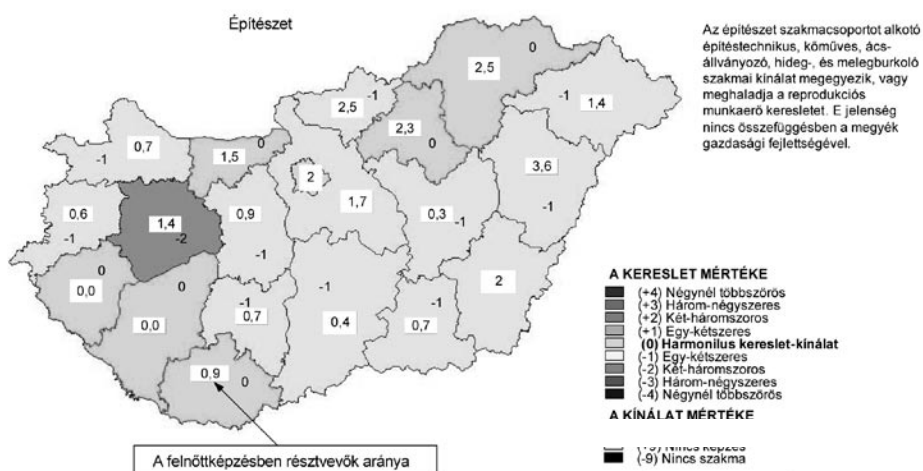 Építészet
Az építészet szakmacsoportot alkotó
építéstechnikus, kőműves, ács-
állványozó, hideg-, és melegburkoló
szakmai kínálat megegyezik, vagy
meghaladja a reprodukciós
munkaerő keresletet. E jelenség
nincs összefüggésben a megyék
gazdasági fejlettségével.
0
2,5
-1
2,5
-1
1,4
2,3
0
0,7
-1
0
1,5
2
1,7
3,6
-1
0,6
-1
1,4
-2
0,9
-1
0,3
-1
0
0,0
0
0,0
-1
0,7
-1
0,4
-1
0,7
2
0,9
0
A felnőttképzésben résztvevők aránya
A KERESLET MÉRTÉKE
(+4) Négynél többszörös
(+3) Három-négyszeres
(+2) Két-háromszoros
(+1) Egy-kétszeres
(0) Harmonilus kereslet-kínálat
(-1) Egy-kétszeres
(-2) Két-háromszoros
(-3) Három-négyszeres
(-4) Négynél többszörös
A KÍNÁLAT MÉRTÉKE
Nincs képzés
(-9) Nincs szakma